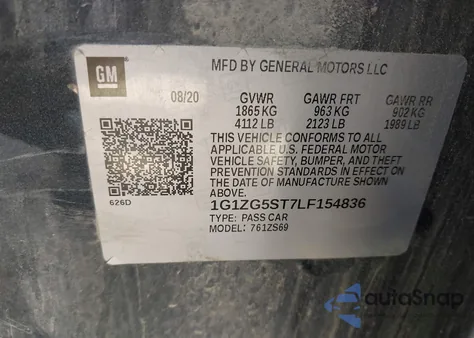 GM
MFD BY GENERAL MOTORS LLC
08/20 GVWR GAWR FRT GAWR RR
1865 KG 963 KG 902 KG
4112 LB 2123 LB 1989 LB
THIS VEHICLE CONFORMS TO ALL
APPLICABLE U.S. FEDERAL MOTOR
VEHICLE SAFETY, BUMPER, AND THEFT
PREVENTION STANDARDS IN EFFECT ON
THE DATE OF MANUFACTURE SHOWN ABOVE.
626D
1G1ZG5ST7LF154836
TYPE: PASS CAR
MODEL: 761ZS69
autoSnap